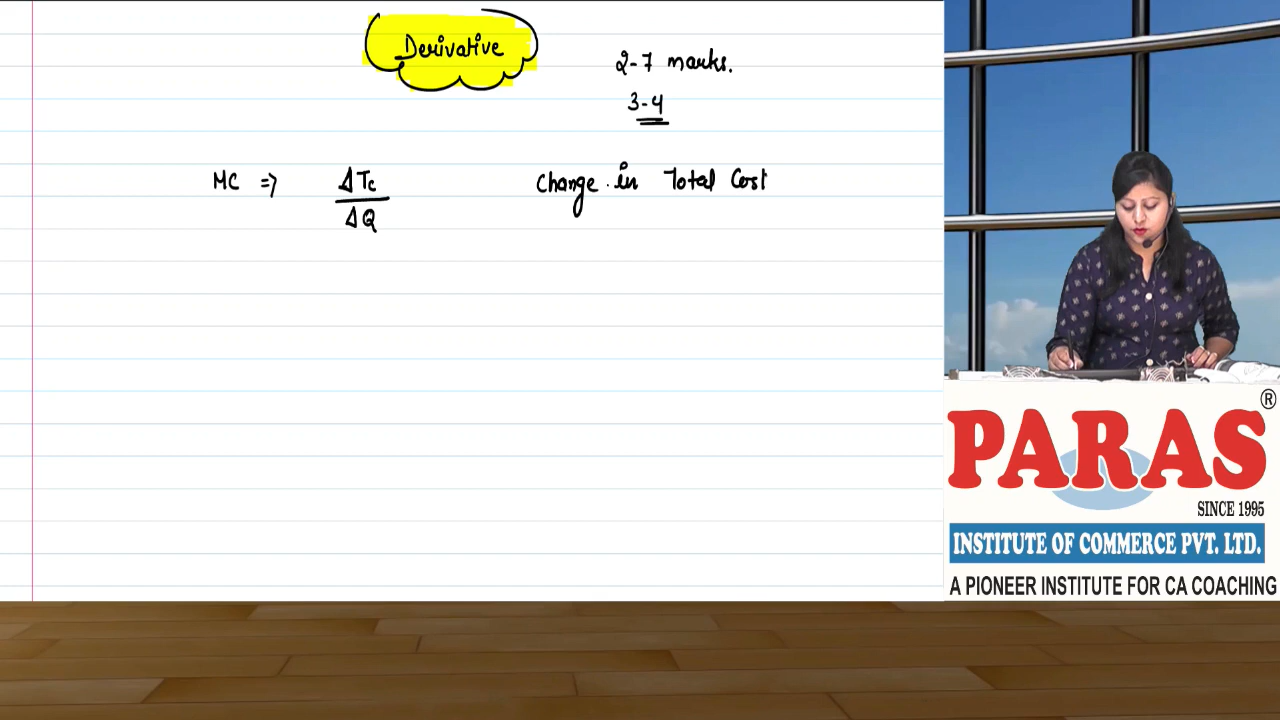 Derivative
2-7 marks.
3-4
MC ⇒ ΔTc / ΔQ Change in Total Cost
PARAS®
SINCE 1995
INSTITUTE OF COMMERCE PVT. LTD.
A PIONEER INSTITUTE FOR CA COACHING